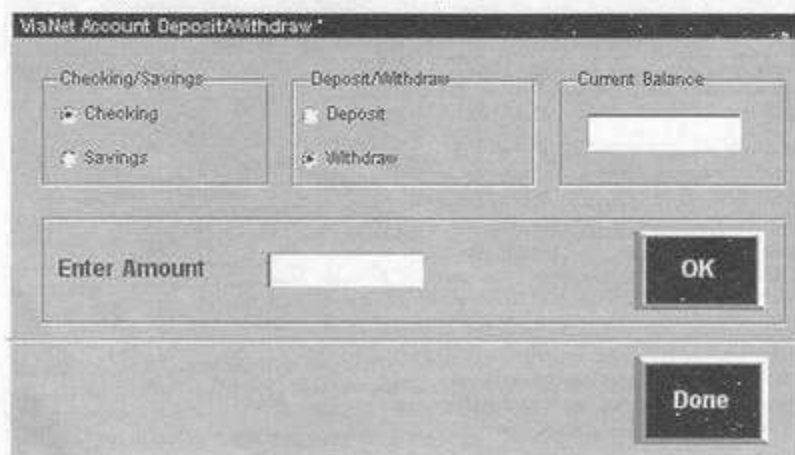 ViaNet Account Deposit/Withdraw
Checking/Savings
Checking
Savings
Deposit/Withdraw
Deposit
Withdraw
Current Balance
Enter Amount
OK
Done